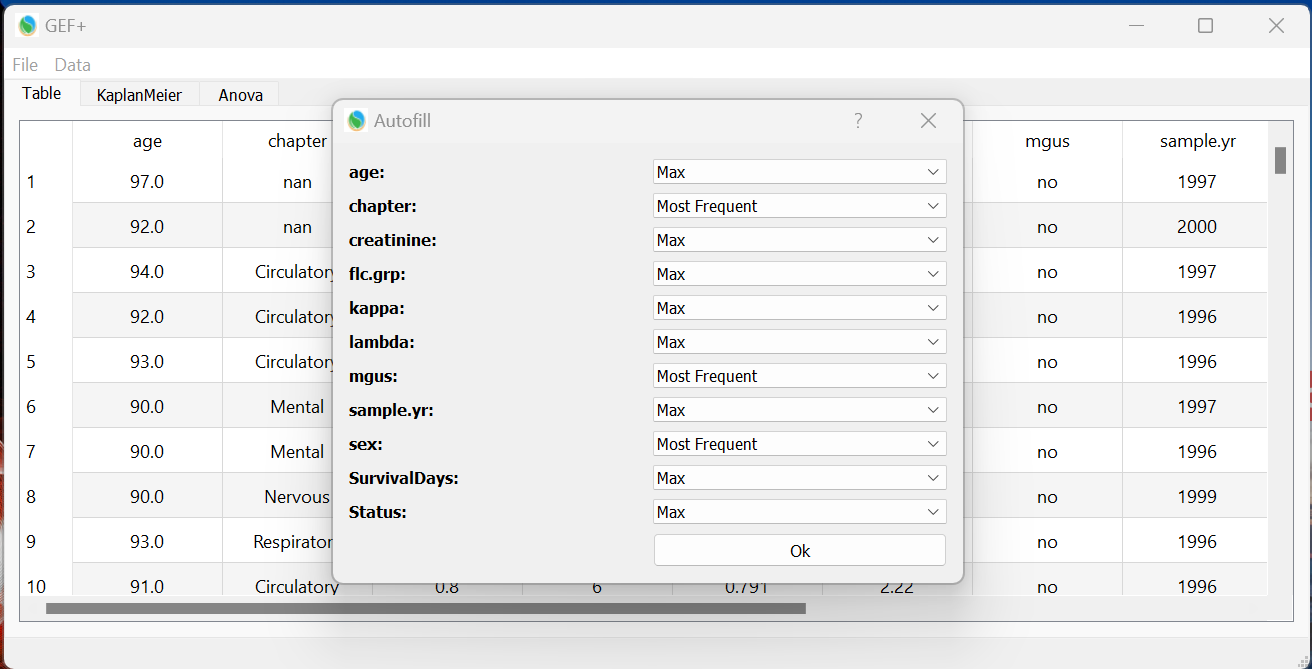 GEF+
File Data
Table KaplanMeier Anova
Autofill ?
age chapter mgus sample.yr
age: Max
chapter: Most Frequent
creatinine: Max
flc.grp: Max
kappa: Max
lambda: Max
mgus: Most Frequent
sample.yr: Max
sex: Most Frequent
SurvivalDays: Max
Status: Max
Ok
1 97.0 nan no 1997
2 92.0 nan no 2000
3 94.0 Circulatory no 1997
4 92.0 Circulatory no 1996
5 93.0 Circulatory no 1996
6 90.0 Mental no 1997
7 90.0 Mental no 1996
8 90.0 Nervous no 1999
9 93.0 Respirator no 1996
10 91.0 Circulatory 0.8 6 0.791 2.22 no 1996